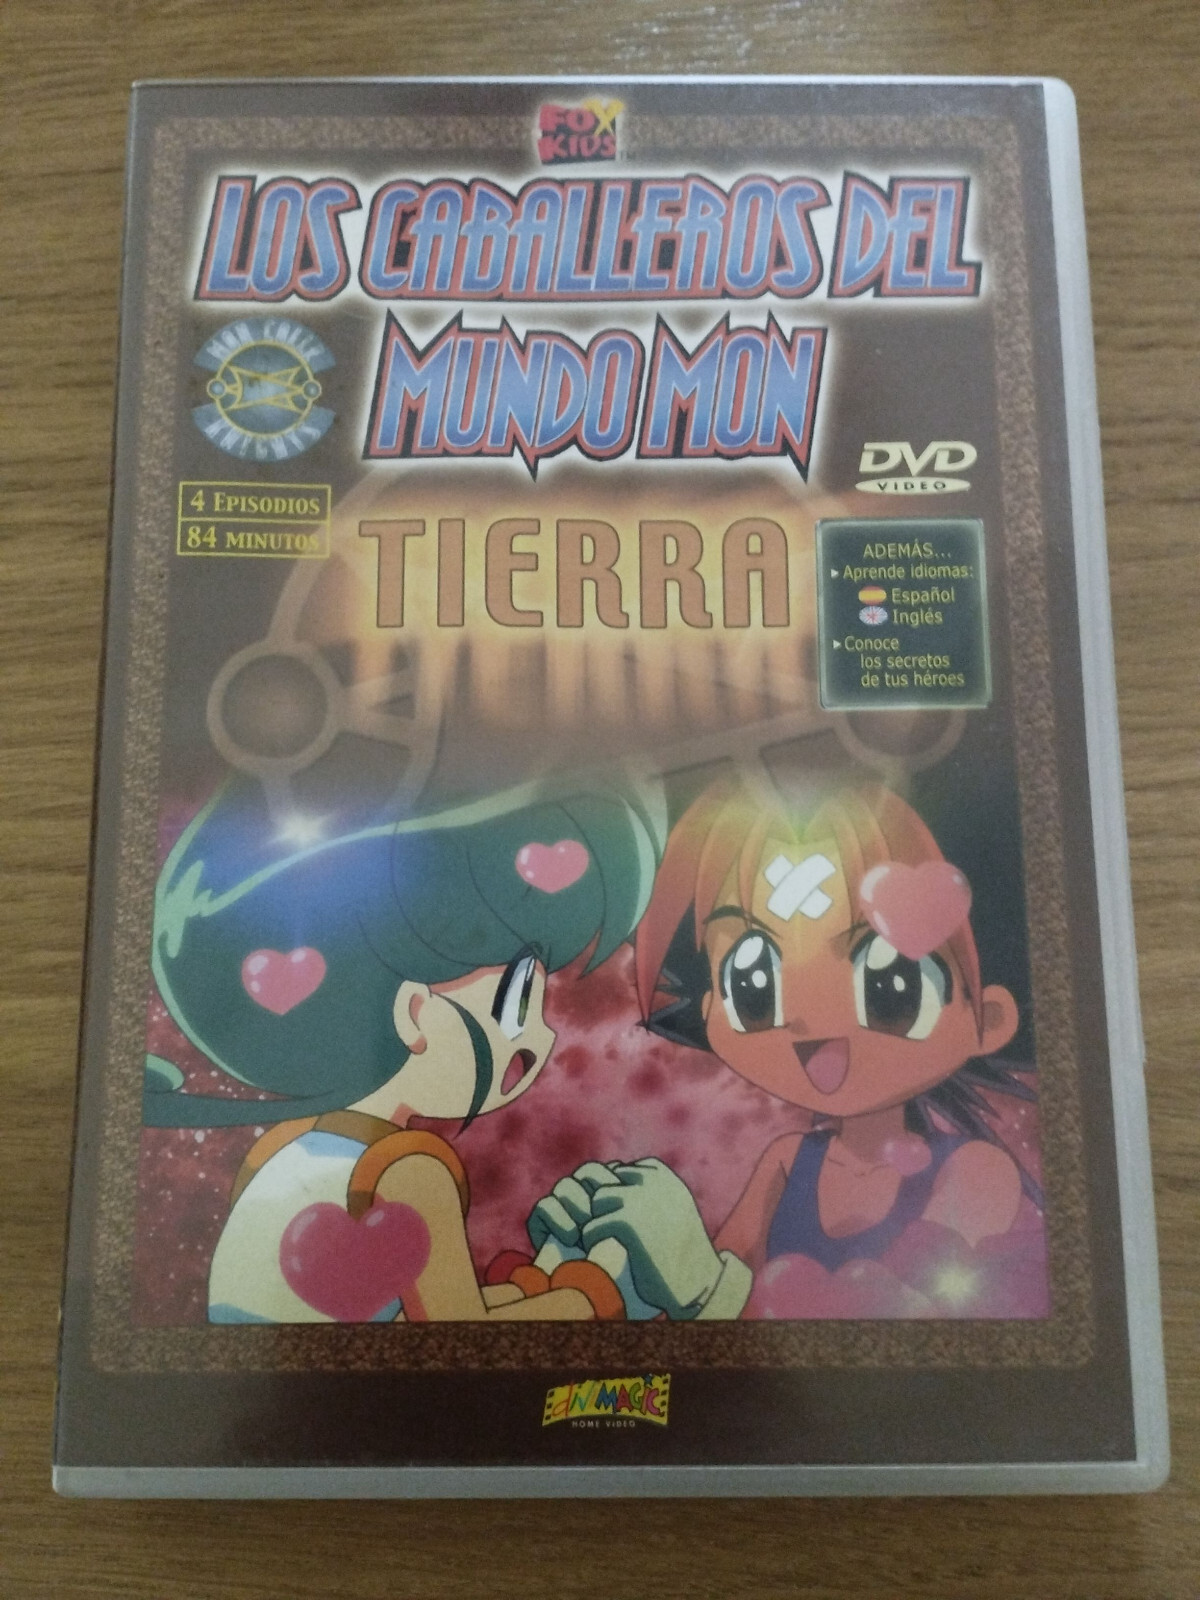 FOX
KIDS
LOS CABALLEROS DEL
MUNDO MON
MON COLLE
KNIGHTS
DVD
VIDEO
4 EPISODIOS
84 MINUTOS
TIERRA
ADEMÁS...
Aprende idiomas:
Español
Inglés
Conoce
los secretos
de tus héroes
divMAGIC
HOME VIDEO